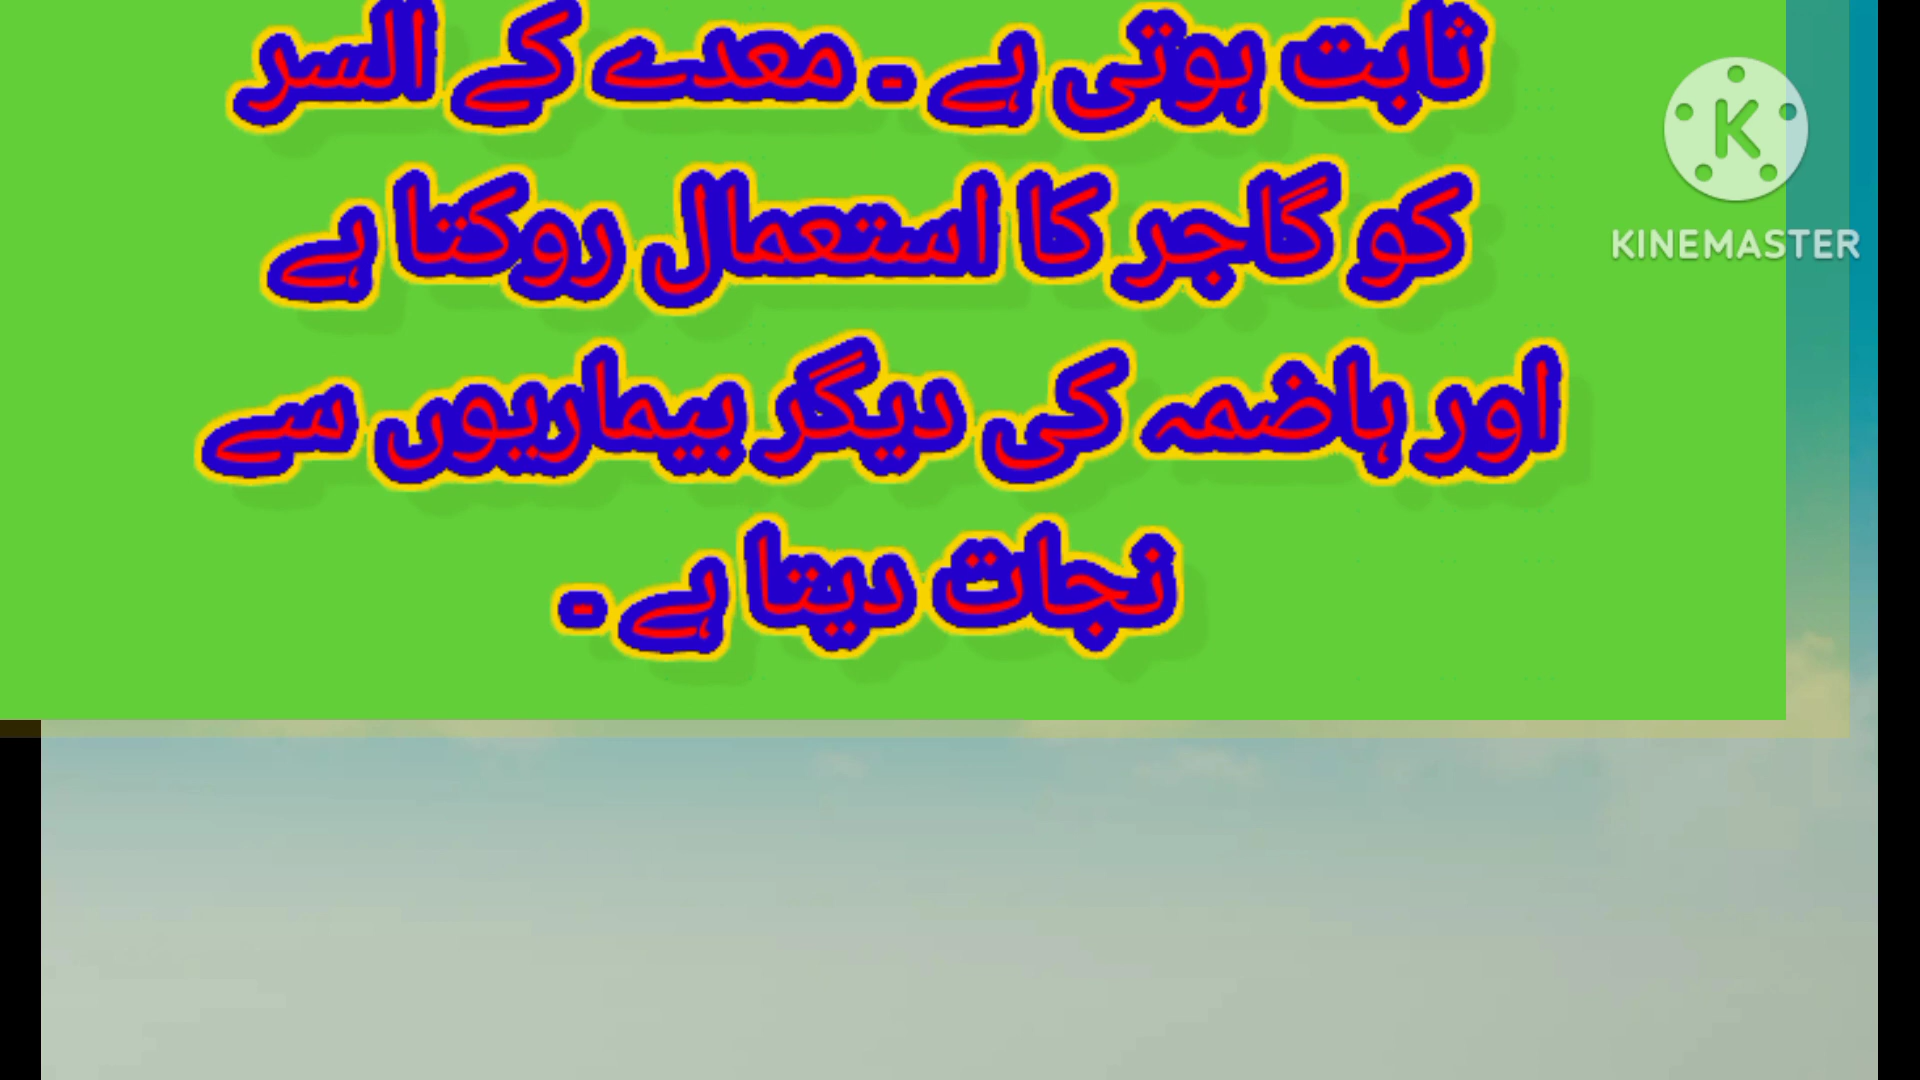 ثابت ہوتی ہے ۔ معدے کے السر
کو گاجر کا استعمال روکتا ہے
اور ہاضمہ کی دیگر بیماریوں سے
نجات دیتا ہے ۔
K
KINEMASTER